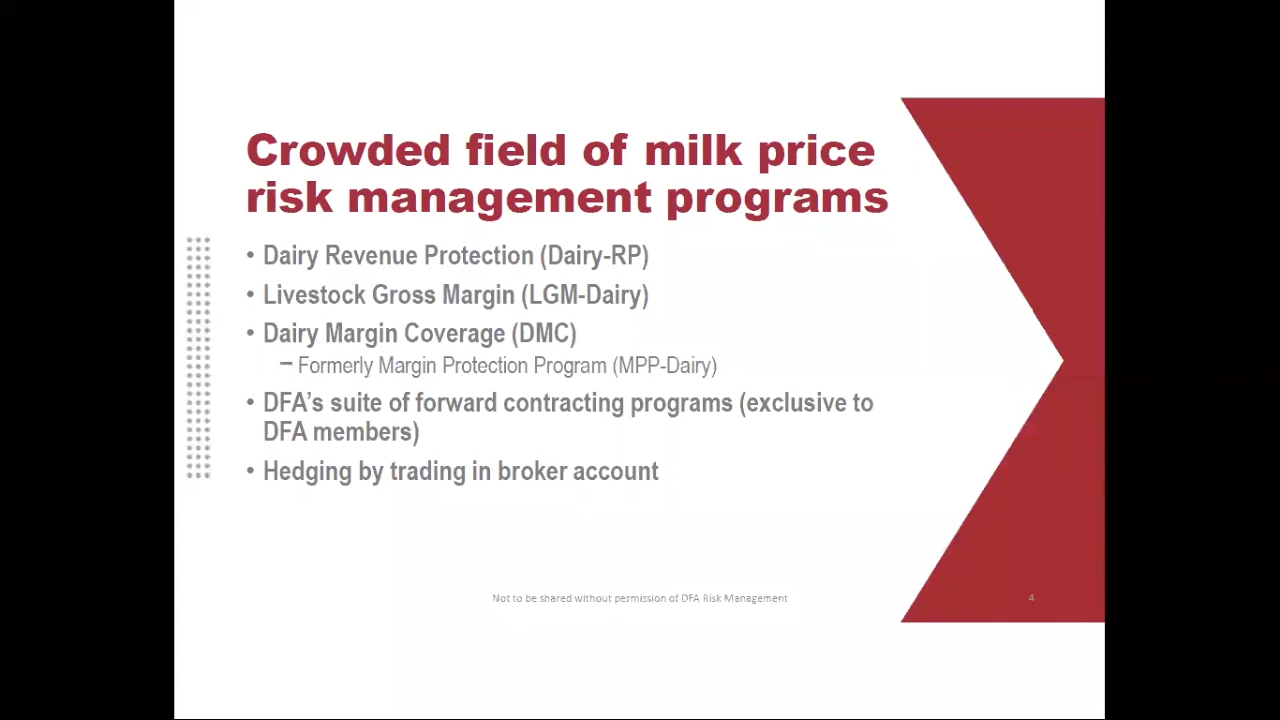 Crowded field of milk price
risk management programs
• Dairy Revenue Protection (Dairy-RP)
• Livestock Gross Margin (LGM-Dairy)
• Dairy Margin Coverage (DMC)
– Formerly Margin Protection Program (MPP-Dairy)
• DFA’s suite of forward contracting programs (exclusive to
DFA members)
• Hedging by trading in broker account
Not to be shared without permission of DFA Risk Management
4